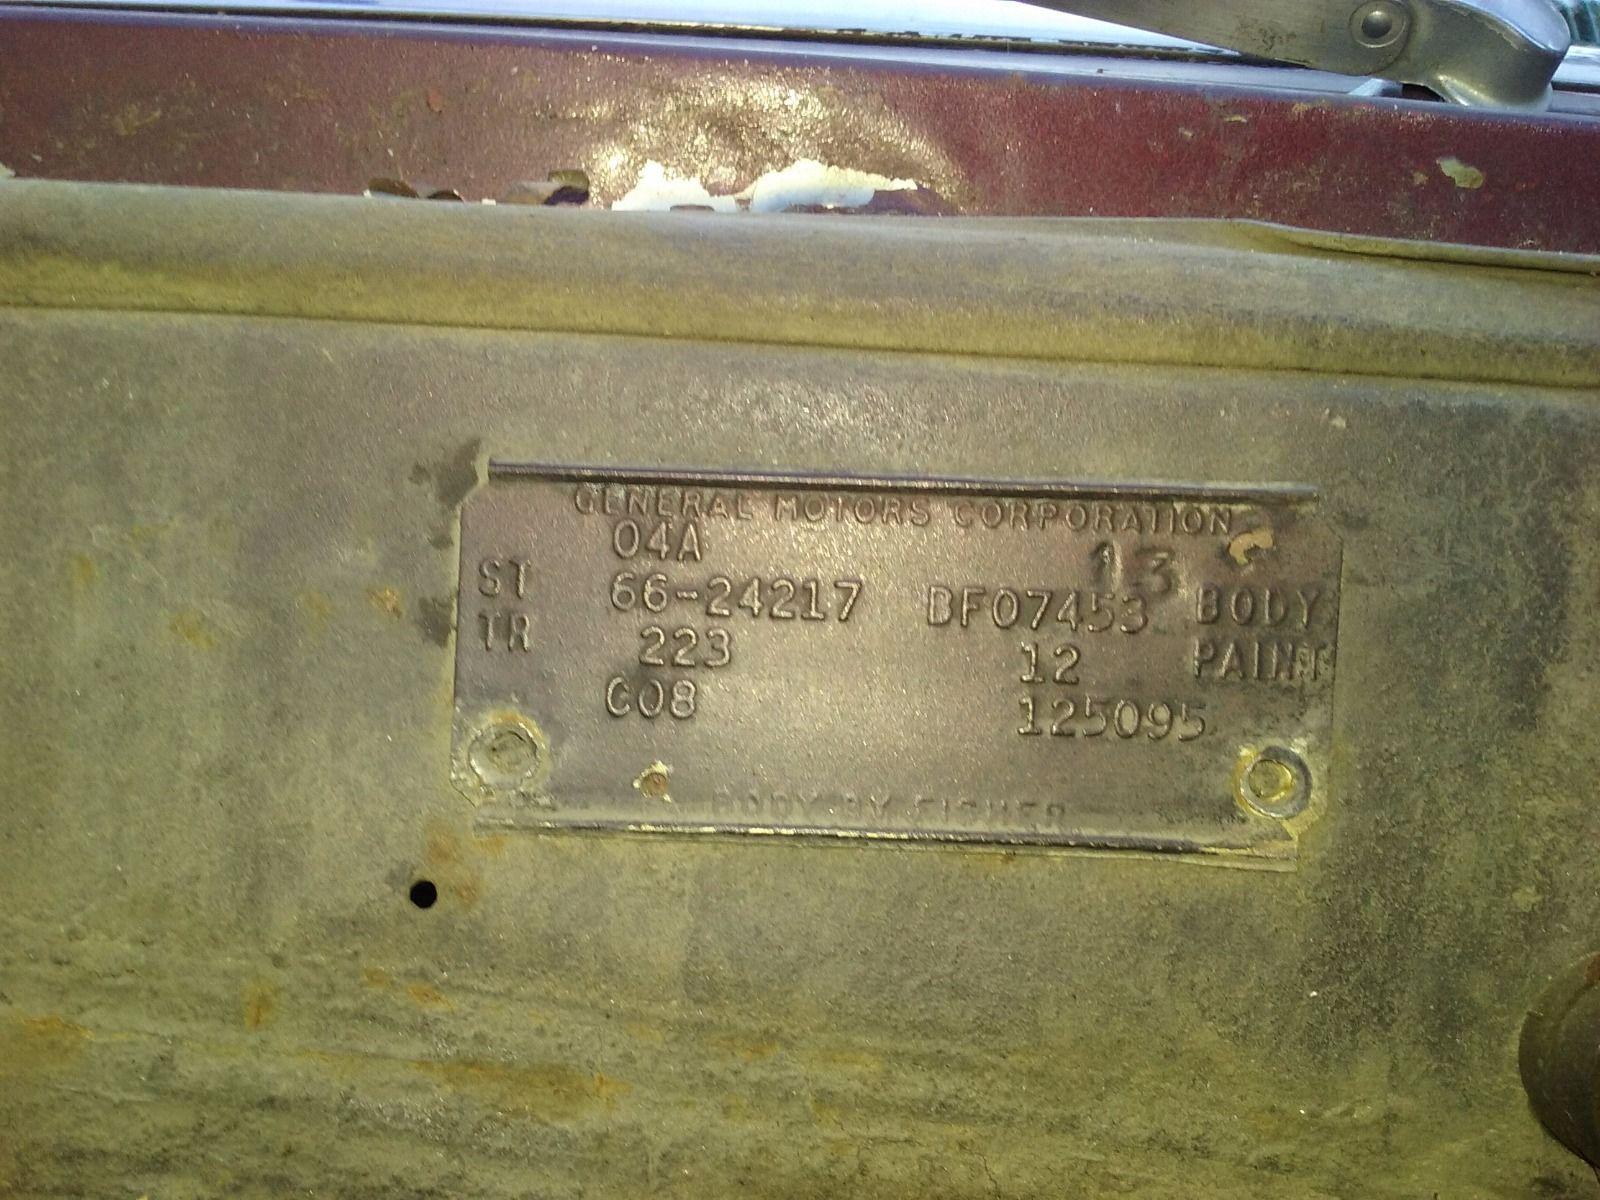 GENERAL MOTORS CORPORATION
04A 13
ST 66-24217 BF07453 BODY
TR 223 12 PAINT
C08 125095
BODY BY FISHER